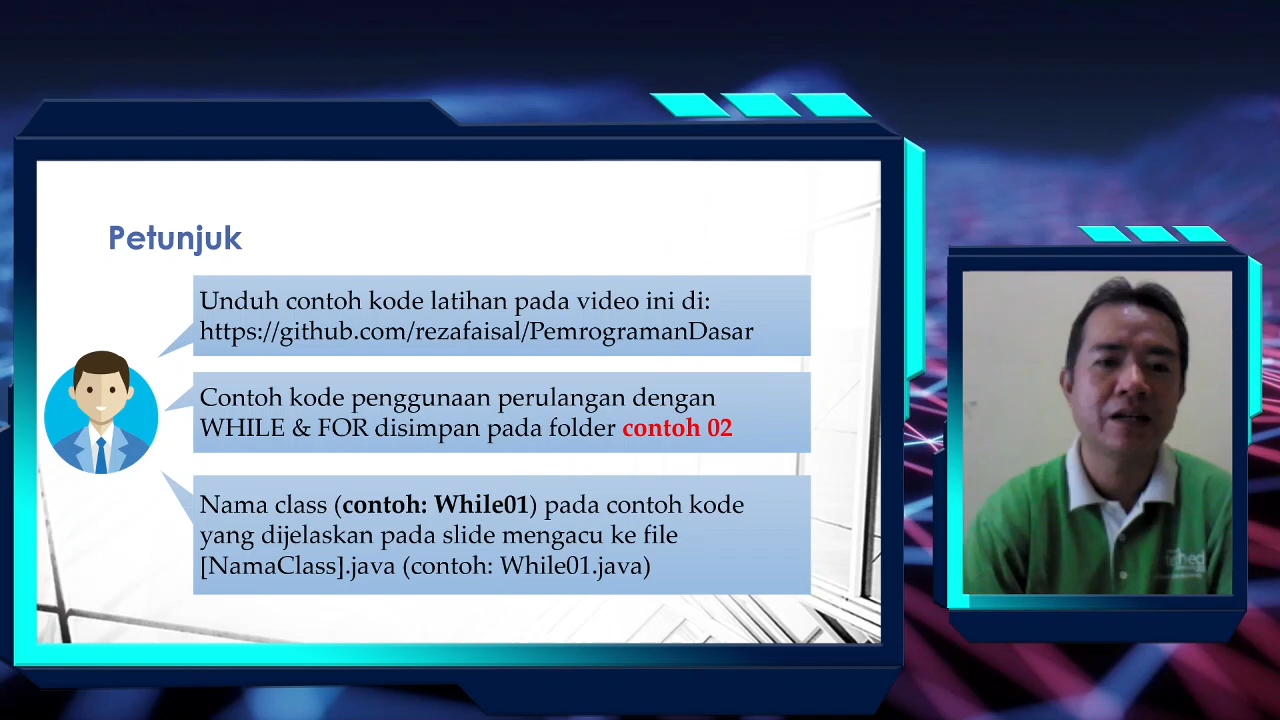 Petunjuk
Unduh contoh kode latihan pada video ini di:
https://github.com/rezafaisal/PemrogramanDasar
Contoh kode penggunaan perulangan dengan
WHILE & FOR disimpan pada folder contoh 02
Nama class (contoh: While01) pada contoh kode
yang dijelaskan pada slide mengacu ke file
[NamaClass].java (contoh: While01.java)